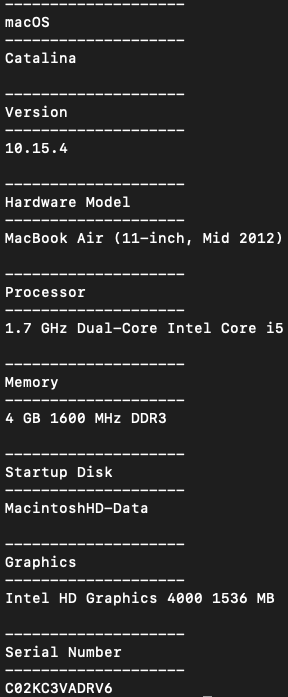 --------------------
macOS
--------------------
Catalina
--------------------
Version
--------------------
10.15.4
--------------------
Hardware Model
--------------------
MacBook Air (11-inch, Mid 2012)
--------------------
Processor
--------------------
1.7 GHz Dual-Core Intel Core i5
--------------------
Memory
--------------------
4 GB 1600 MHz DDR3
--------------------
Startup Disk
--------------------
MacintoshHD-Data
--------------------
Graphics
--------------------
Intel HD Graphics 4000 1536 MB
--------------------
Serial Number
--------------------
C02KC3VADRV6